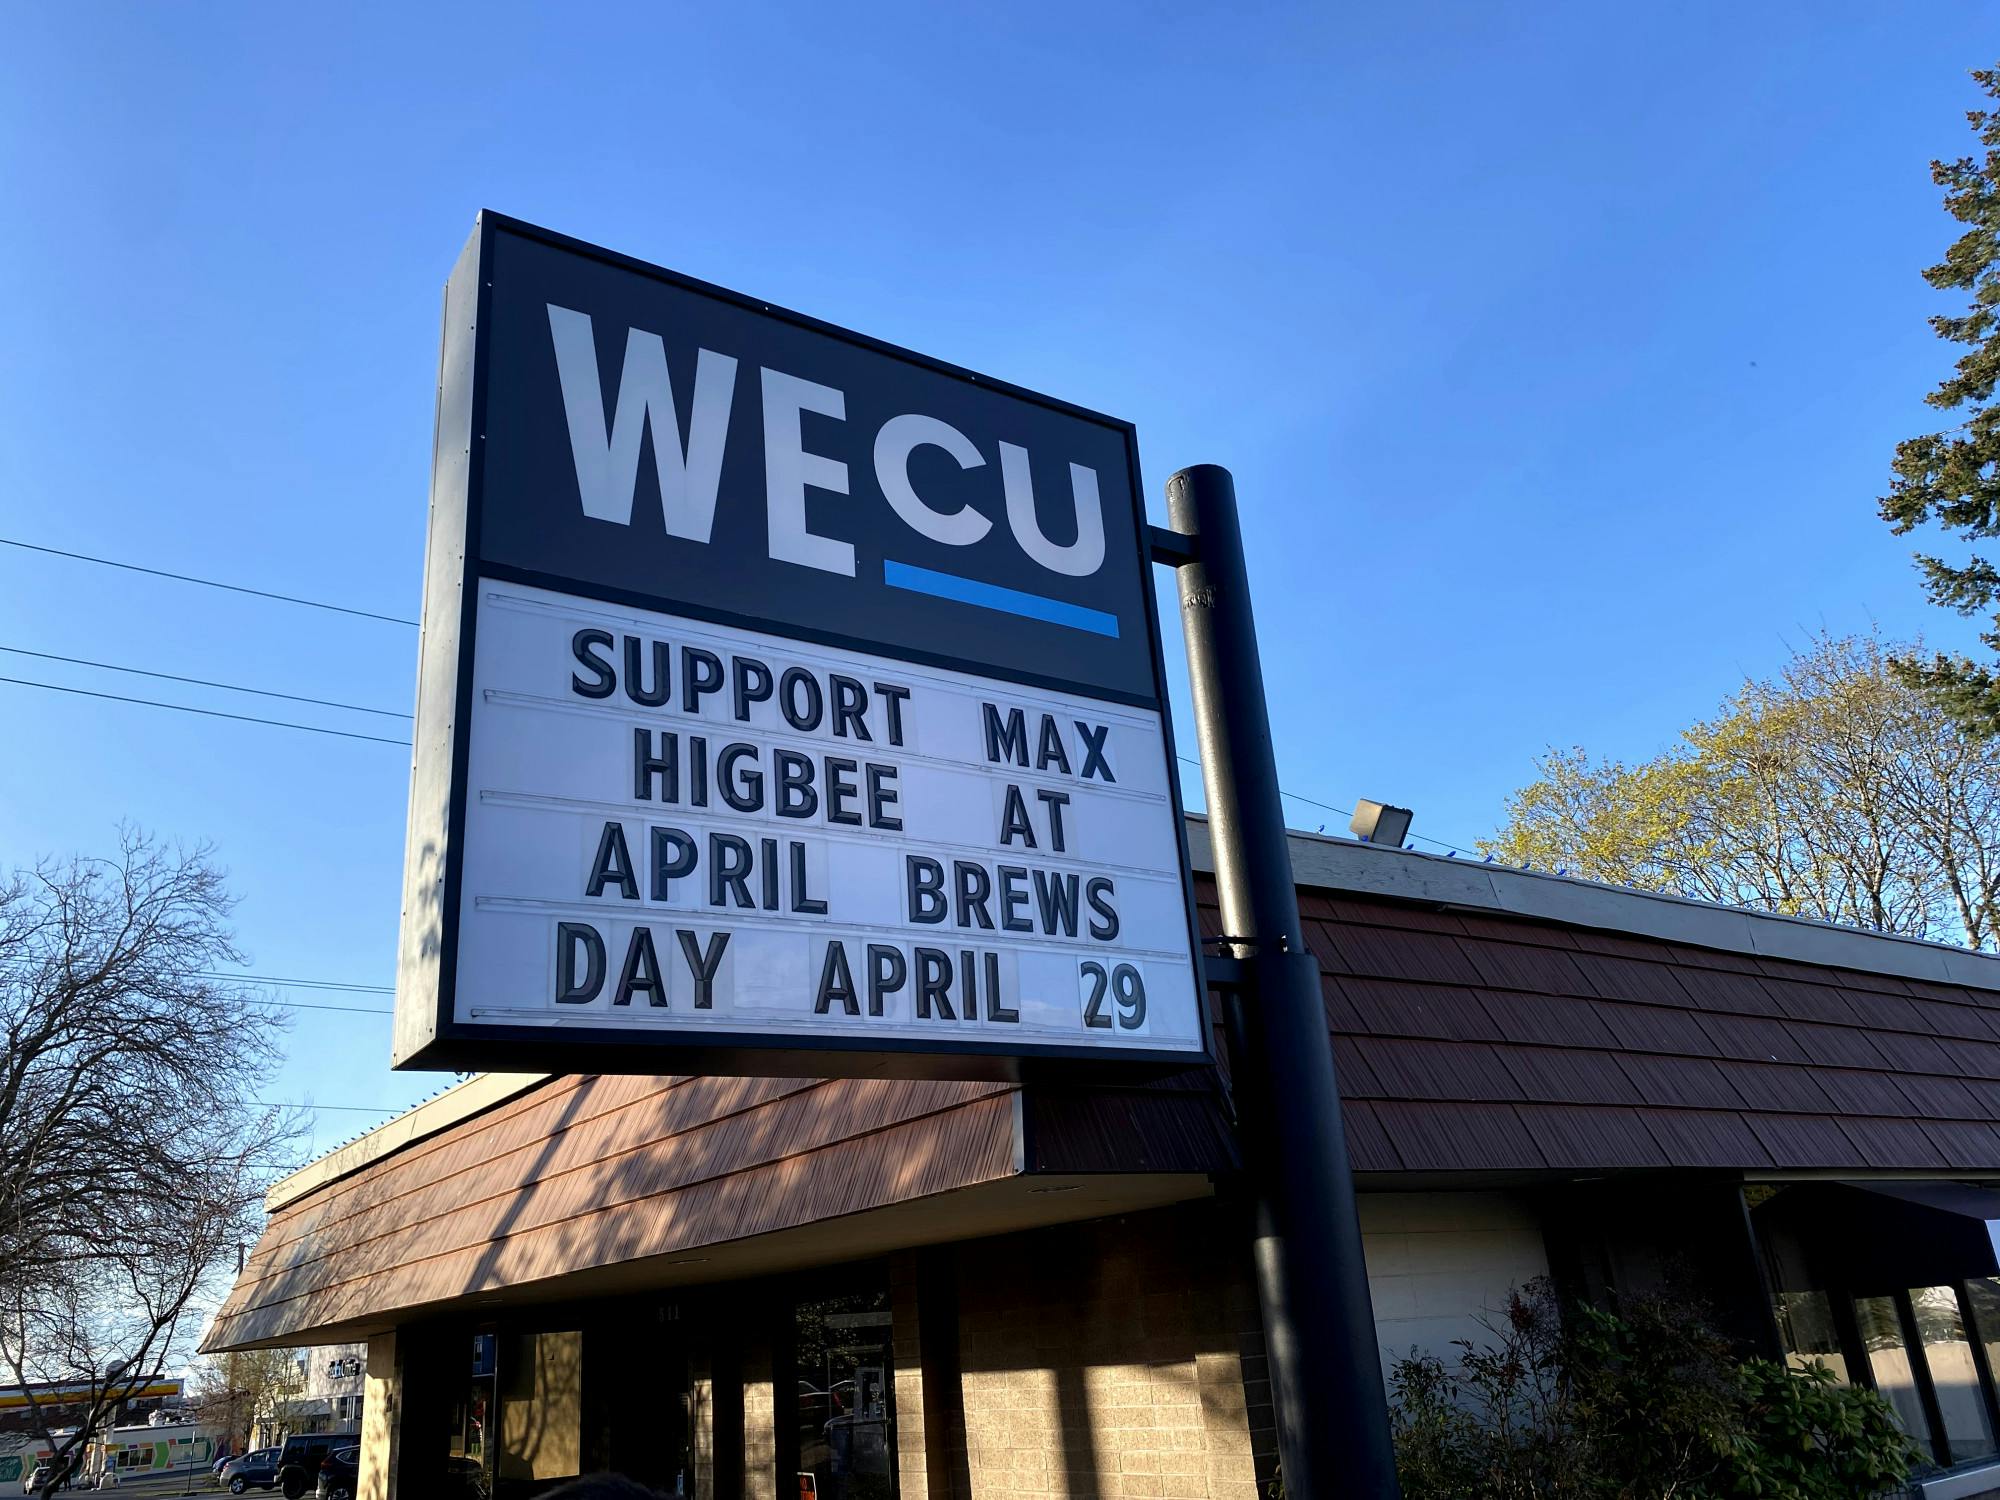 WECU
SUPPORT MAX
HIGBEE AT
APRIL BREWS
DAY APRIL 29